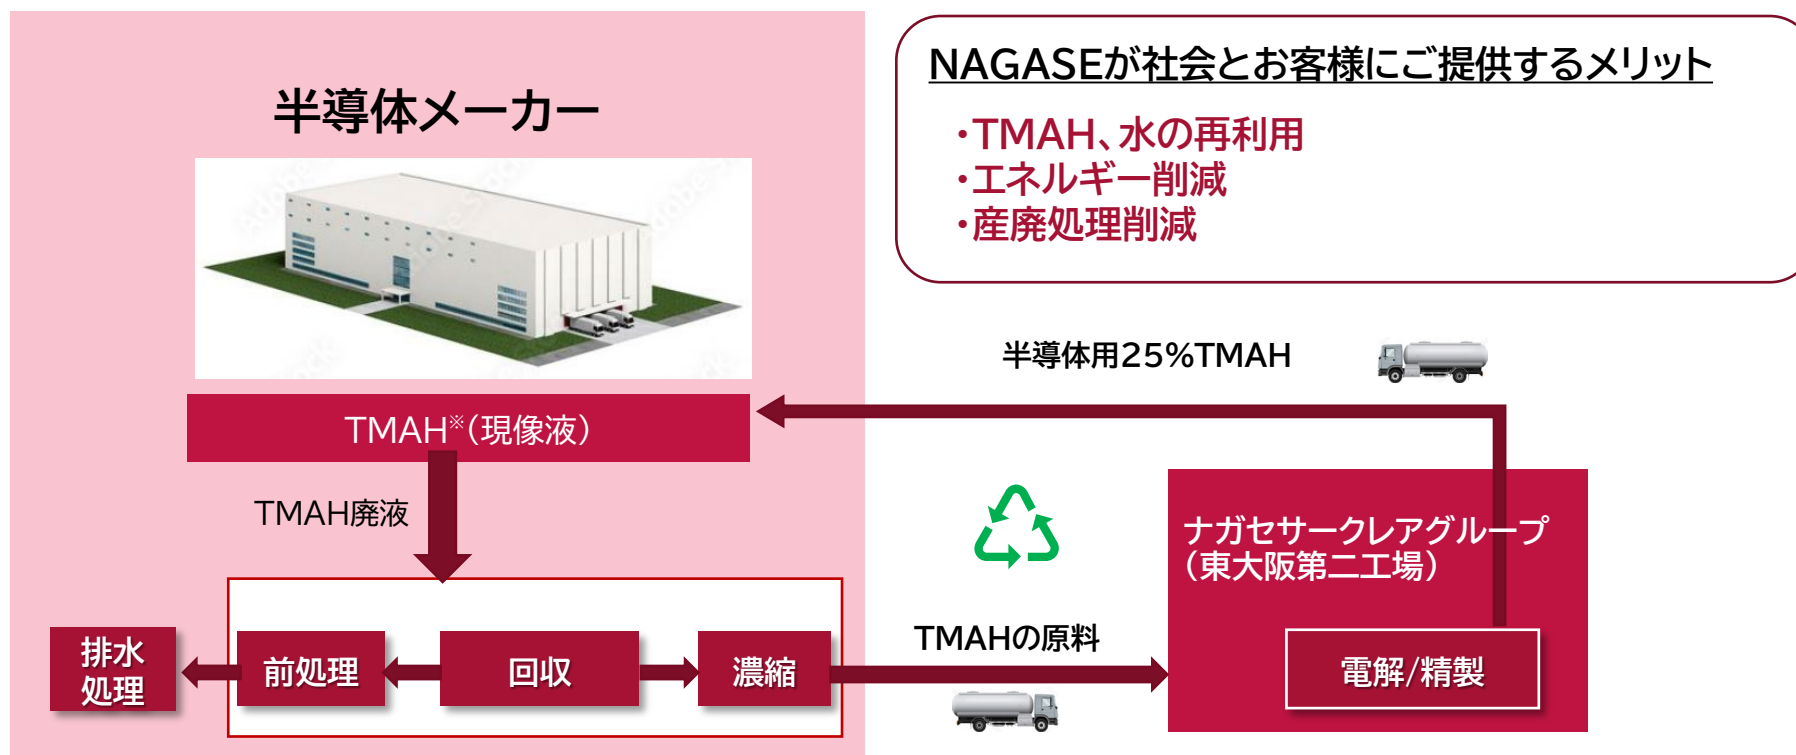 半導体メーカー
TMAH※(現像液)
TMAH廃液
排水
処理
前処理
回収
濃縮
NAGASEが社会とお客様にご提供するメリット
・TMAH、水の再利用
・エネルギー削減
・産廃処理削減
半導体用25%TMAH
ナガセサークレアグループ
(東大阪第二工場)
TMAHの原料
電解/精製